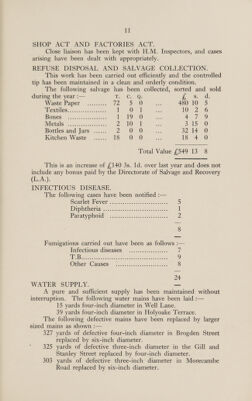 11
SHOP ACT AND FACTORIES ACT.
Close liaison has been kept with H.M. Inspectors, and cases
arising have been dealt with appropriately.
REFUSE DISPOSAL AND SALVAGE COLLECTION.
This work has been carried out efficiently and the controlled
tip has been maintained in a clean and orderly condition.
The following salvage has been collected, sorted and sold
during the year :— T. C. Q. £ s. d.
Waste Paper ........ 72 5 0 ... 480 10 5
Textiles................ 1 0 1 ... 10 2 6
Bones ................ 1 19 0 ... 4 7 9
Metals ................ 2 10 1 ... 3 15 0
Bottles and Jars ...... 2 0 0 ... 32 14 0
Kitchen Waste ...... 18 0 0 ... 18 4 0
Total Value £549 13 8
This is an increase of £140 3s. 1d. over last year and does not
include any bonus paid by the Directorate of Salvage and Recovery
(L.A.).
INFECTIOUS DISEASE.
The following cases have been notified :—
Scarlet Fever ..................... 5
Diphtheria ........................ 1
Paratyphoid ..................... 2
—
8
—
Fumigations carried out have been as follows :—
Infectious diseases ............ 7
T.B................................. 9
Other Causes .................. 8
—
24
WATER SUPPLY. —
A pure and sufficient supply has been maintained without
interruption. The following water mains have been laid :—
15 yards four-inch diameter in Well Lane.
39 yards four-inch diameter in Holyoake Terrace.
The following defective mains have been replaced by larger
sized mains as shown :—
327 yards of defective four-inch diameter in Brogden Street
replaced by six-inch diameter.
325 yards of defective three-inch diameter in the Gill and
Stanley Street replaced by four-inch diameter.
303 yards of defective three-inch diameter in Morecambe
Road replaced by six-inch diameter.